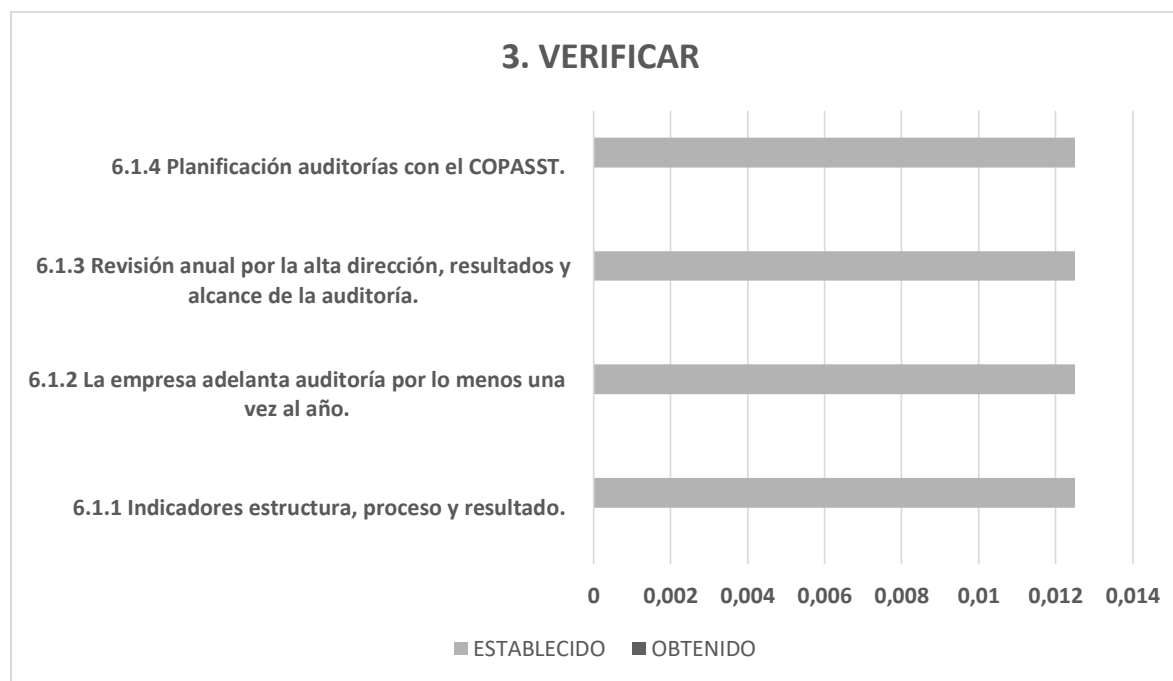 3. VERIFICAR
6.1.4 Planificación auditorías con el COPASST.
6.1.3 Revisión anual por la alta dirección, resultados y
alcance de la auditoría.
6.1.2 La empresa adelanta auditoría por lo menos una
vez al año.
6.1.1 Indicadores estructura, proceso y resultado.
0 0,002 0,004 0,006 0,008 0,01 0,012 0,014
ESTABLECIDO OBTENIDO